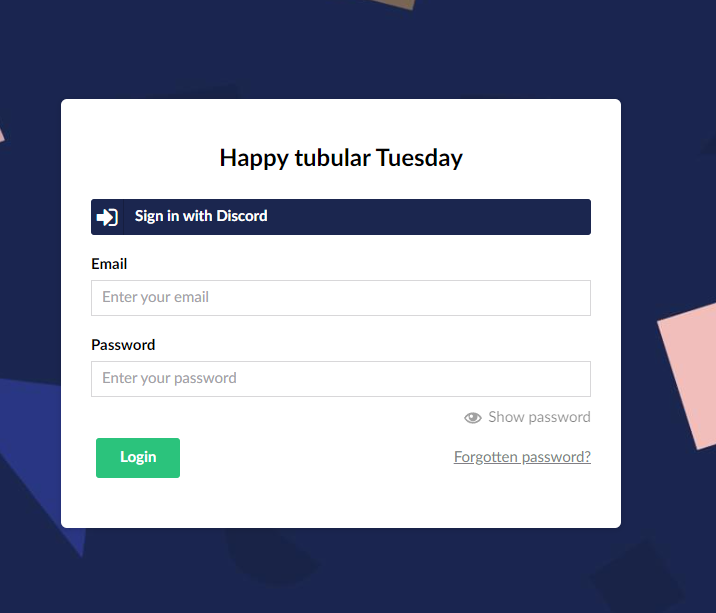 Happy tubular Tuesday
Sign in with Discord
Email
Enter your email
Password
Enter your password
Show password
Login
Forgotten password?